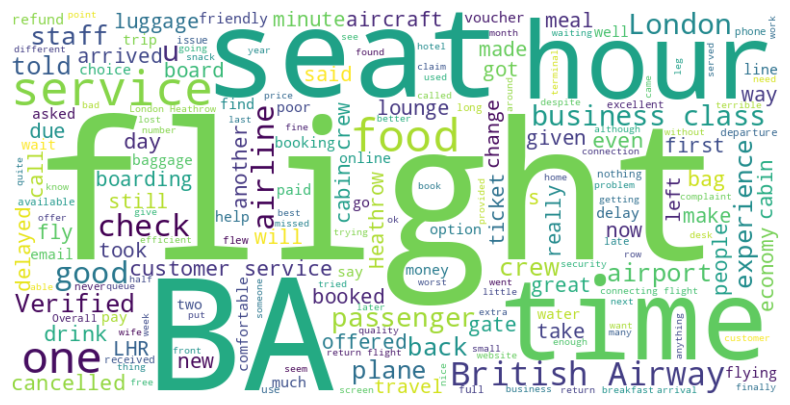 flight
seat
hour
BA
time
one
service
food
business class
British Airway
London
staff
luggage
minute
aircraft
voucher
meal
refund
point
friendly
well
phone
work
different
issue
trip
arrived
u
told
choice
board
going
snack
year
said
see
found
hotel
month
used
waiting
leg
served
made
got
claim
line
way
asked
bad
London Heathrow
lost
number
find
last
poor
price
fine
lounge
called
better
long
around
terminal
despite
came
need
excellent
terrible
due
wait
day
another
airline
booking
crew
cabin
online
change
given
even
although
without
departure
first
call
baggage
boarding
quite
know
available
still
paid
go
Heathrow
book
ticket
provided
s
really
home
connection
nothing
problem
getting
left
bag
experience
economy cabin
delayed
fly
check
offer
give
help
best
missed
will
ok
trying
option
now
delay
late
row
make
complaint
people
desk
email
took
efficient
flew
worst
security
good
customer service
say
money
crew
great
airport
able
never
queue
half
tried
someone
later
went
little
connecting flight
next
Verified
Overall
pay
two
put
comfortable
booked
quality
passenger
extra
water
want
many
anything
customer
drink
wife
week
new
offered
back
gate
take
enough
website
LHR
received
front
return flight
small
plane
cancelled
thing
free
much
use
seem
screen
nice
travel
full
business
return
breakfast
arrival
flying
finally